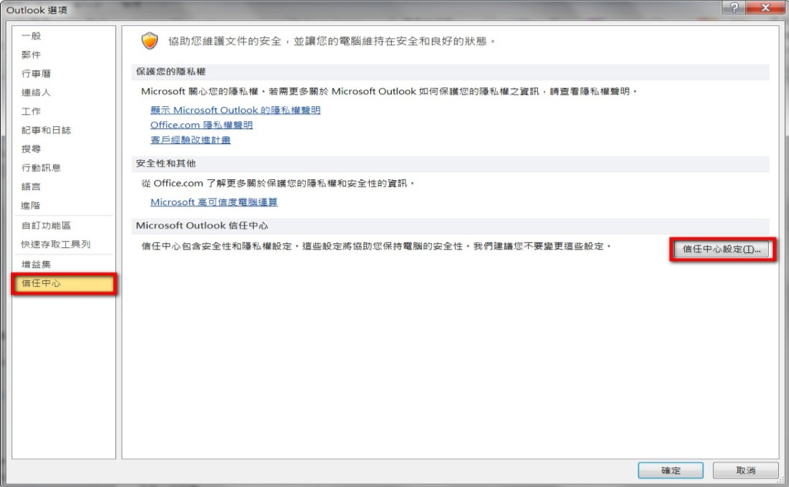 Outlook 選項
一般
郵件
行事曆
連絡人
工作
記事和日誌
搜尋
行動訊息
語言
進階
自訂功能區
快速存取工具列
增益集
信任中心
協助您維護文件的安全，並讓您的電腦維持在安全和良好的狀態。
保護您的隱私權
Microsoft 關心您的隱私權。若需更多關於 Microsoft Outlook 如何保護您的隱私權之資訊，請查看隱私權聲明。
顯示 Microsoft Outlook 的隱私權聲明
Office.com 隱私權聲明
客戶經驗改進計畫
安全性和其他
從 Office.com 了解更多關於保護您的隱私權和安全性的資訊。
Microsoft 高可信度電腦運算
Microsoft Outlook 信任中心
信任中心包含安全性和隱私權設定。這些設定將協助您保持電腦的安全性。我們建議您不要變更這些設定。
信任中心設定(T)...
確定
取消